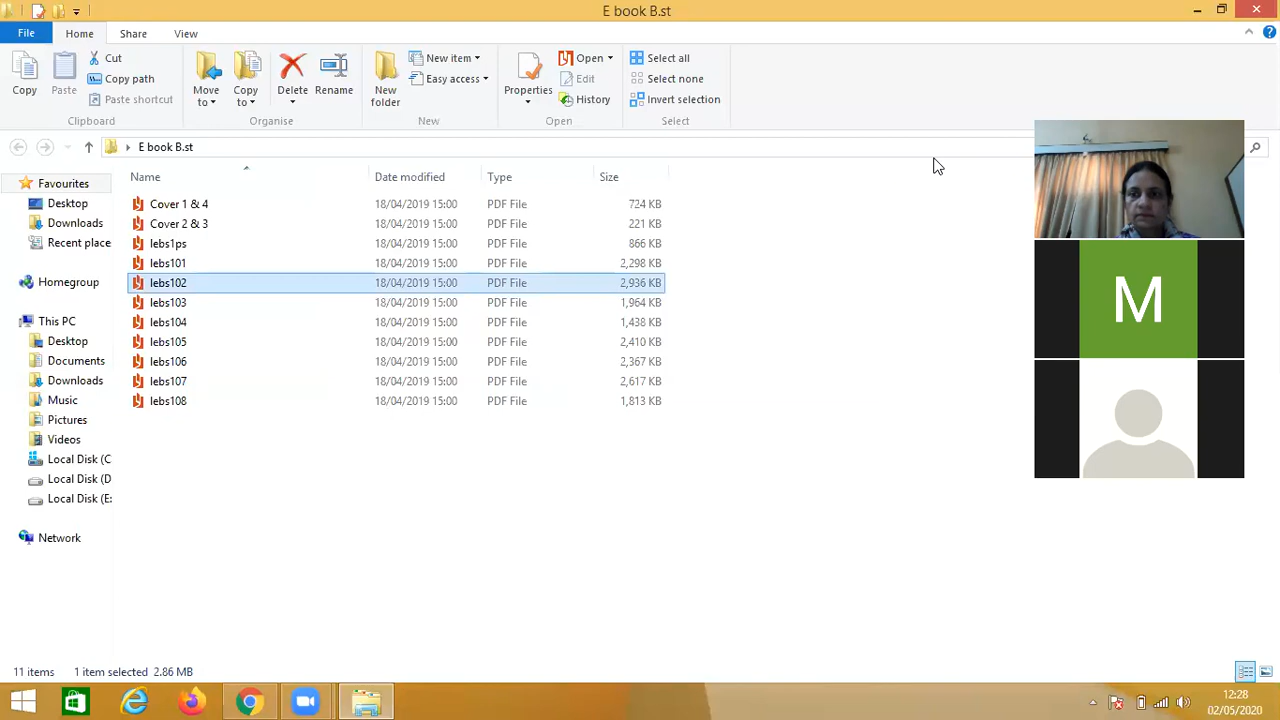 E book B.st
File Home Share View
Copy
Paste
Cut
Copy path
Paste shortcut
Clipboard
Move to
Copy to
Delete
Rename
Organise
New folder
New item
Easy access
New
Properties
Open
Edit
History
Open
Select all
Select none
Invert selection
Select
E book B.st
Name Date modified Type Size
Favourites
Desktop
Downloads
Recent place
Homegroup
This PC
Desktop
Documents
Downloads
Music
Pictures
Videos
Local Disk (C
Local Disk (D
Local Disk (E:
Network
Cover 1 & 4 18/04/2019 15:00 PDF File 724 KB
Cover 2 & 3 18/04/2019 15:00 PDF File 221 KB
lebs1ps 18/04/2019 15:00 PDF File 866 KB
lebs101 18/04/2019 15:00 PDF File 2,298 KB
lebs102 18/04/2019 15:00 PDF File 2,936 KB
lebs103 18/04/2019 15:00 PDF File 1,964 KB
lebs104 18/04/2019 15:00 PDF File 1,438 KB
lebs105 18/04/2019 15:00 PDF File 2,410 KB
lebs106 18/04/2019 15:00 PDF File 2,367 KB
lebs107 18/04/2019 15:00 PDF File 2,617 KB
lebs108 18/04/2019 15:00 PDF File 1,813 KB
M
11 items 1 item selected 2.86 MB
12:28
02/05/2020